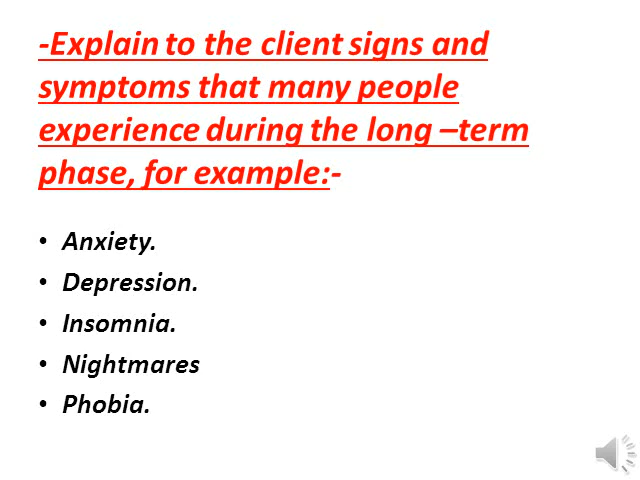 -Explain to the client signs and
symptoms that many people
experience during the long –term
phase, for example:-
• Anxiety.
• Depression.
• Insomnia.
• Nightmares
• Phobia.